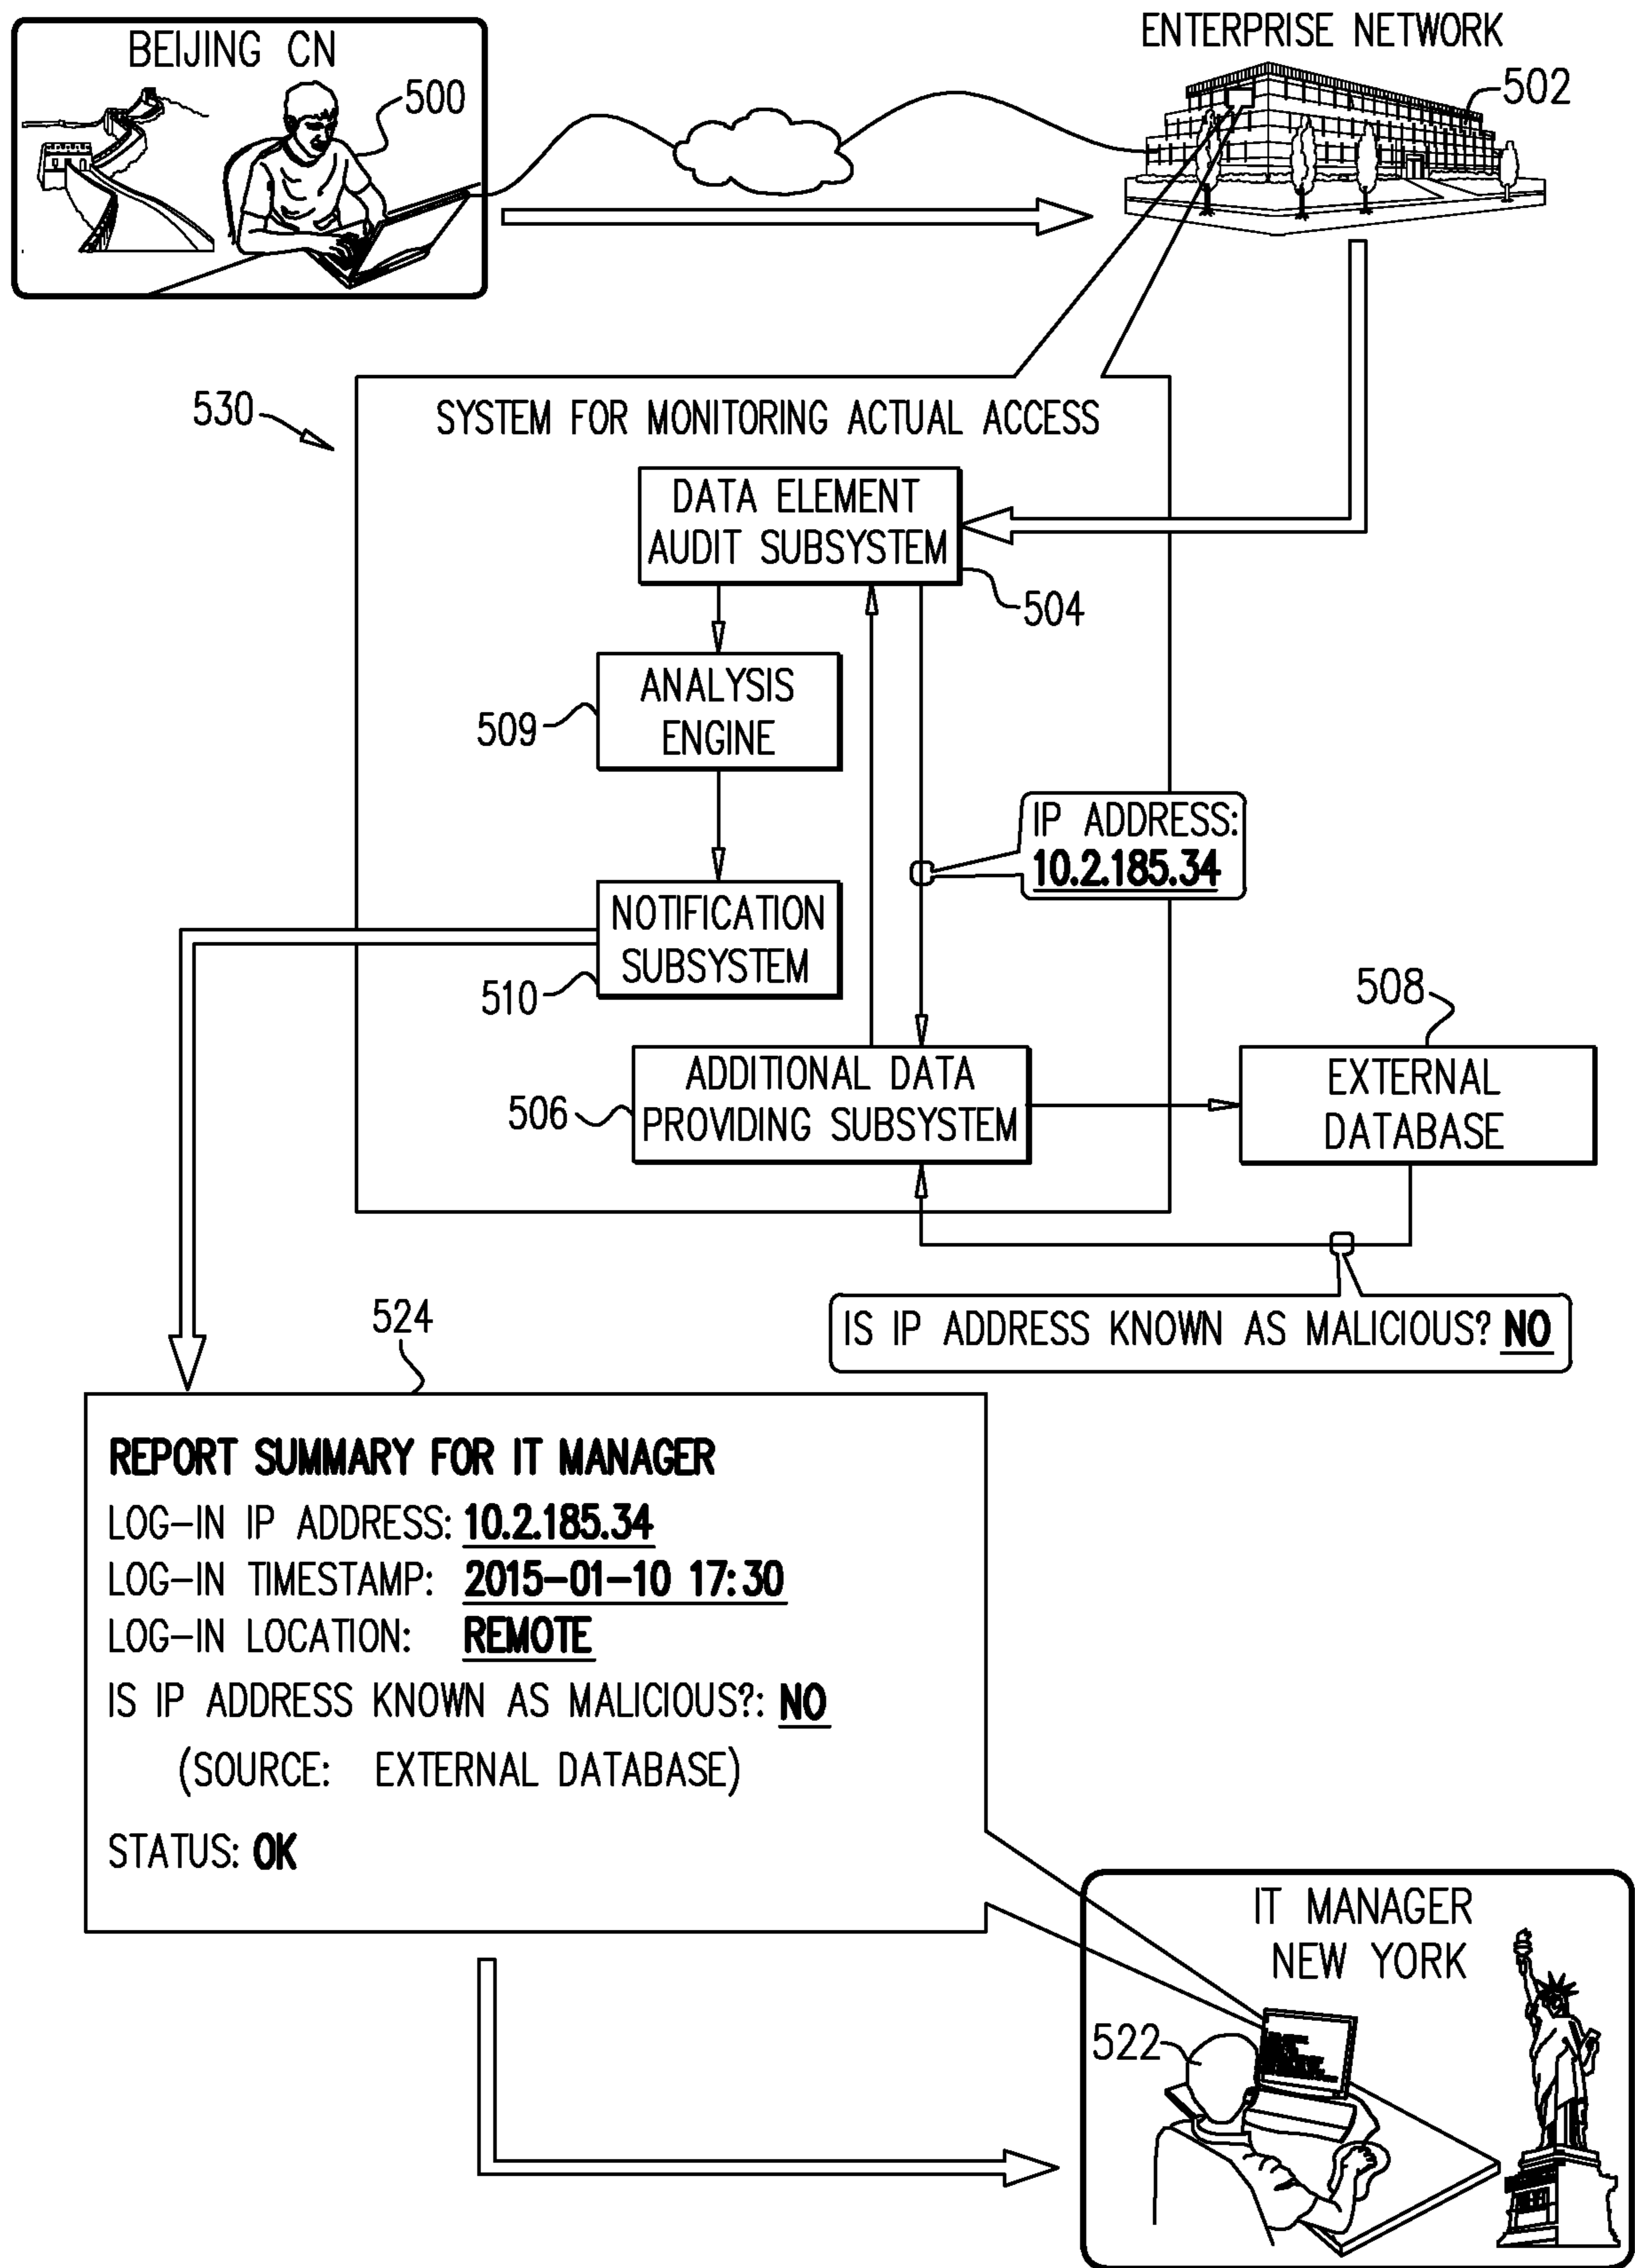 BEIJING CN
500
ENTERPRISE NETWORK
502
530
SYSTEM FOR MONITORING ACTUAL ACCESS
DATA ELEMENT
AUDIT SUBSYSTEM
504
ANALYSIS
ENGINE
509
IP ADDRESS:
10.2.185.34
NOTIFICATION
SUBSYSTEM
510
508
ADDITIONAL DATA
PROVIDING SUBSYSTEM
506
EXTERNAL
DATABASE
IS IP ADDRESS KNOWN AS MALICIOUS? NO
524
REPORT SUMMARY FOR IT MANAGER
LOG-IN IP ADDRESS: 10.2.185.34
LOG-IN TIMESTAMP: 2015-01-10 17:30
LOG-IN LOCATION: REMOTE
IS IP ADDRESS KNOWN AS MALICIOUS?: NO
(SOURCE: EXTERNAL DATABASE)
STATUS: OK
IT MANAGER
NEW YORK
522